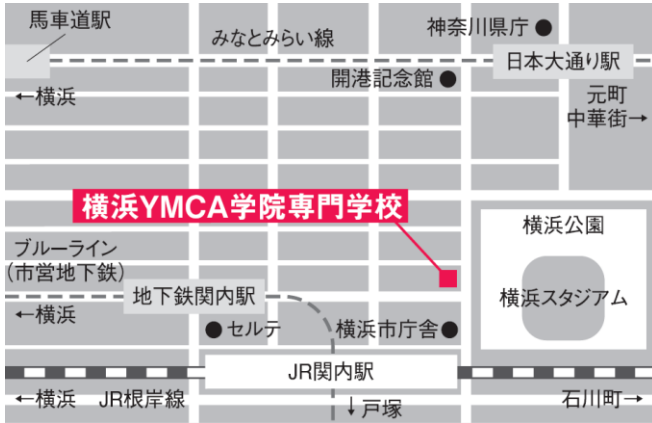 馬車道駅
みなとみらい線
神奈川県庁
日本大通り駅
開港記念館
←横浜
元町
中華街→
横浜YMCA学院専門学校
横浜公園
ブルーライン
(市営地下鉄)
地下鉄関内駅
横浜スタジアム
←横浜
セルテ
横浜市庁舎
JR関内駅
←横浜
JR根岸線
↓戸塚
石川町→